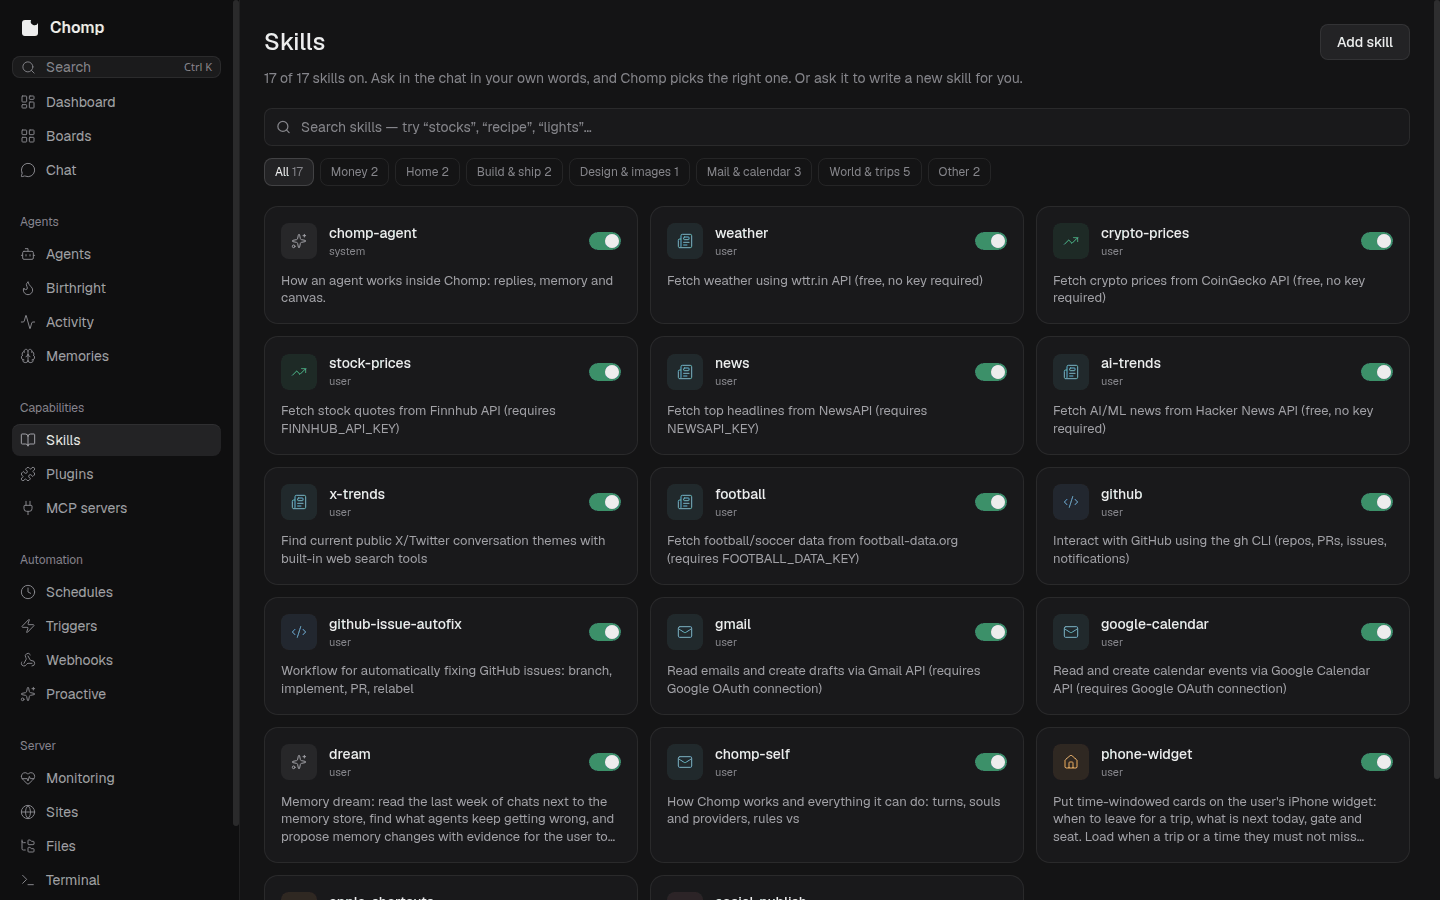 Chomp
Search Ctrl K
Dashboard
Boards
Chat
Agents
Agents
Birthright
Activity
Memories
Capabilities
Skills
Plugins
MCP servers
Automation
Schedules
Triggers
Webhooks
Proactive
Server
Monitoring
Sites
Files
Terminal
Skills
Add skill
17 of 17 skills on. Ask in the chat in your own words, and Chomp picks the right one. Or ask it to write a new skill for you.
Search skills — try “stocks”, “recipe”, “lights”…
All 17 Money 2 Home 2 Build & ship 2 Design & images 1 Mail & calendar 3 World & trips 5 Other 2
chomp-agent
system
How an agent works inside Chomp: replies, memory and
canvas.
weather
user
Fetch weather using wttr.in API (free, no key required)
crypto-prices
user
Fetch crypto prices from CoinGecko API (free, no key
required)
stock-prices
user
Fetch stock quotes from Finnhub API (requires
FINNHUB_API_KEY)
news
user
Fetch top headlines from NewsAPI (requires
NEWSAPI_KEY)
ai-trends
user
Fetch AI/ML news from Hacker News API (free, no key
required)
x-trends
user
Find current public X/Twitter conversation themes with
built-in web search tools
football
user
Fetch football/soccer data from football-data.org
(requires FOOTBALL_DATA_KEY)
github
user
Interact with GitHub using the gh CLI (repos, PRs, issues,
notifications)
github-issue-autofix
user
Workflow for automatically fixing GitHub issues: branch,
implement, PR, relabel
gmail
user
Read emails and create drafts via Gmail API (requires
Google OAuth connection)
google-calendar
user
Read and create calendar events via Google Calendar
API (requires Google OAuth connection)
dream
user
Memory dream: read the last week of chats next to the
memory store, find what agents keep getting wrong, and
propose memory changes with evidence for the user to…
chomp-self
user
How Chomp works and everything it can do: turns, souls
and providers, rules vs
phone-widget
user
Put time-windowed cards on the user's iPhone widget:
when to leave for a trip, what is next today, gate and
seat. Load when a trip or a time they must not miss…